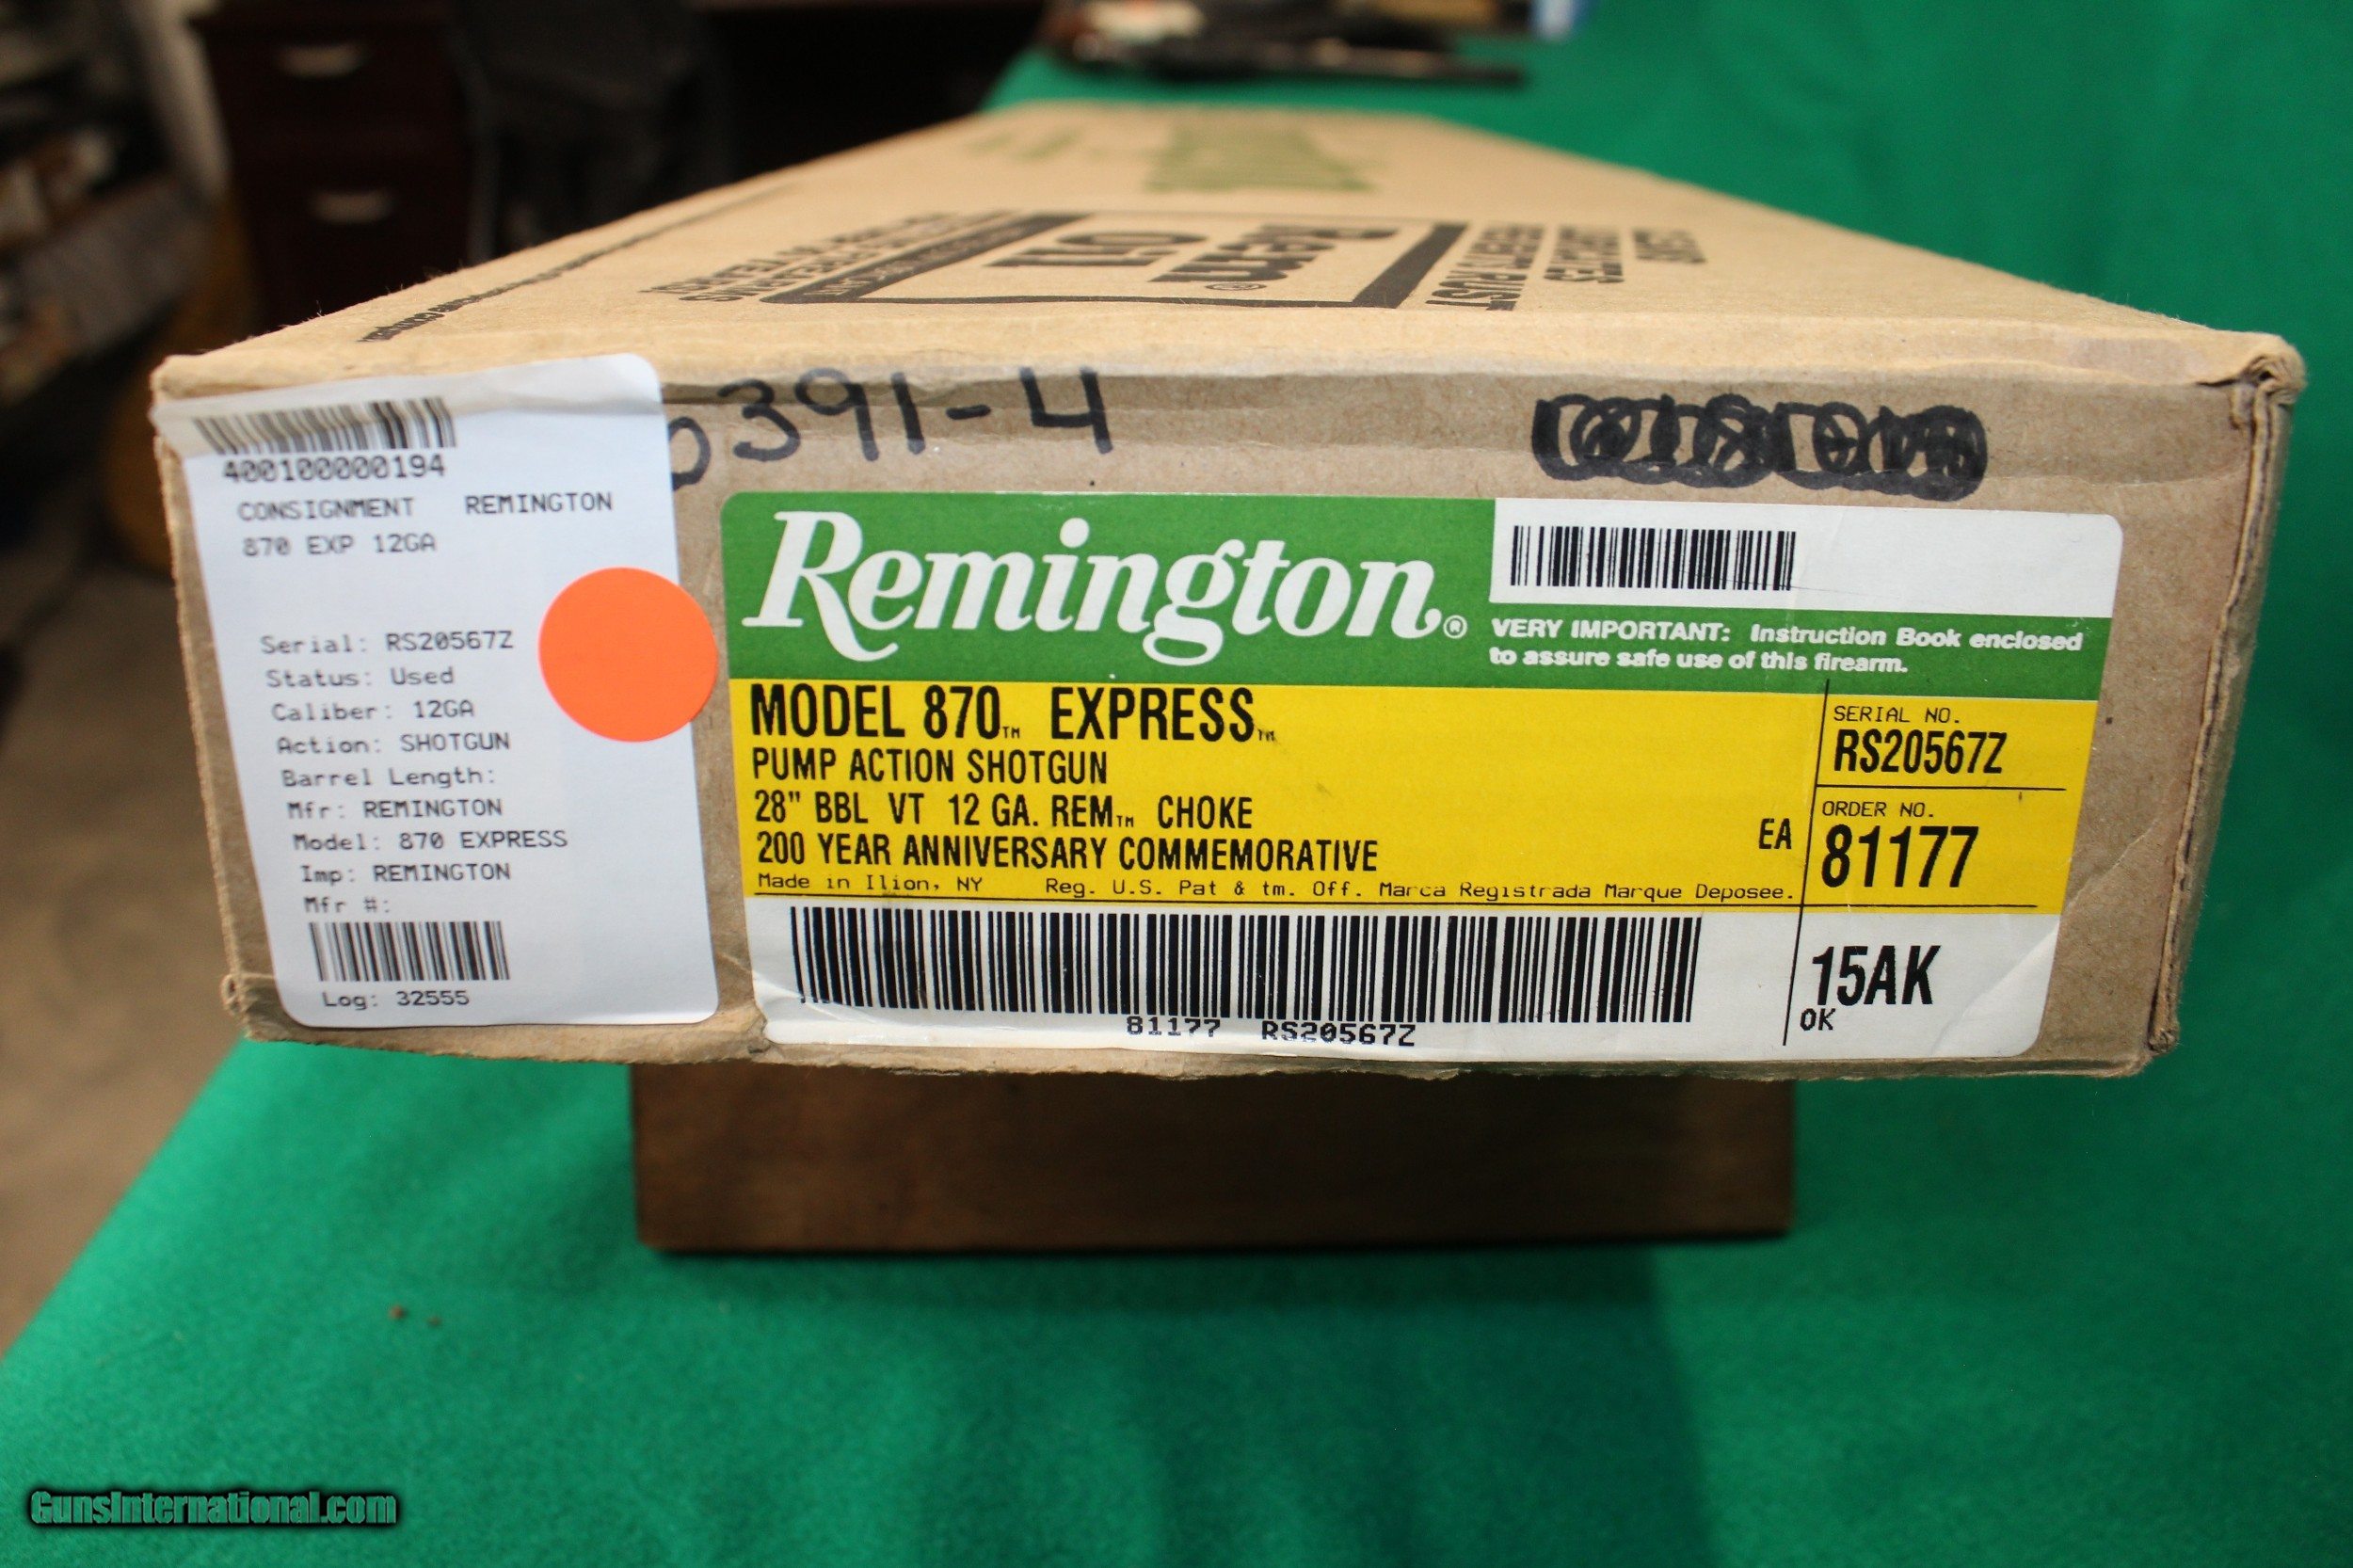 400100000194
CONSIGNMENT REMINGTON
870 EXP 12GA
Serial: RS20567Z
Status: Used
Caliber: 12GA
Action: SHOTGUN
Barrel Length:
Mfr: REMINGTON
Model: 870 EXPRESS
Imp: REMINGTON
Mfr #:
Log: 32555
391-4
Remington®
VERY IMPORTANT: Instruction Book enclosed
to assure safe use of this firearm.
MODEL 870™ EXPRESS™
PUMP ACTION SHOTGUN
28" BBL VT 12 GA. REM™ CHOKE
200 YEAR ANNIVERSARY COMMEMORATIVE
EA
Made in Ilion, NY Reg. U.S. Pat & tm. Off. Marca Registrada Marque Deposee.
SERIAL NO.
RS20567Z
ORDER NO.
81177
15AK
OK
81177 RS20567Z
GunsInternational.com